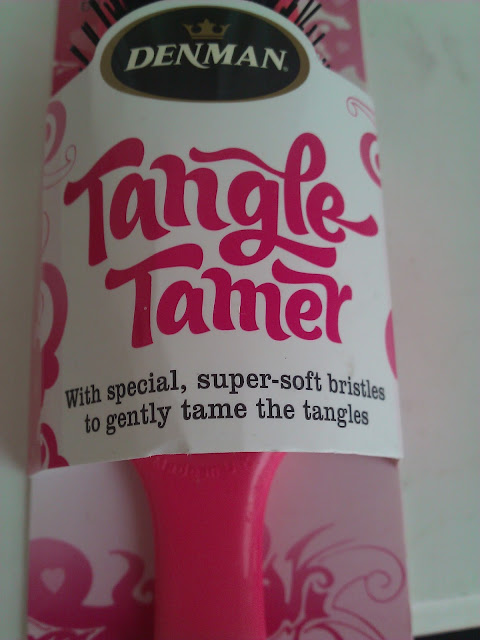 DENMAN
Tangle
Tamer
With special, super-soft bristles
to gently tame the tangles